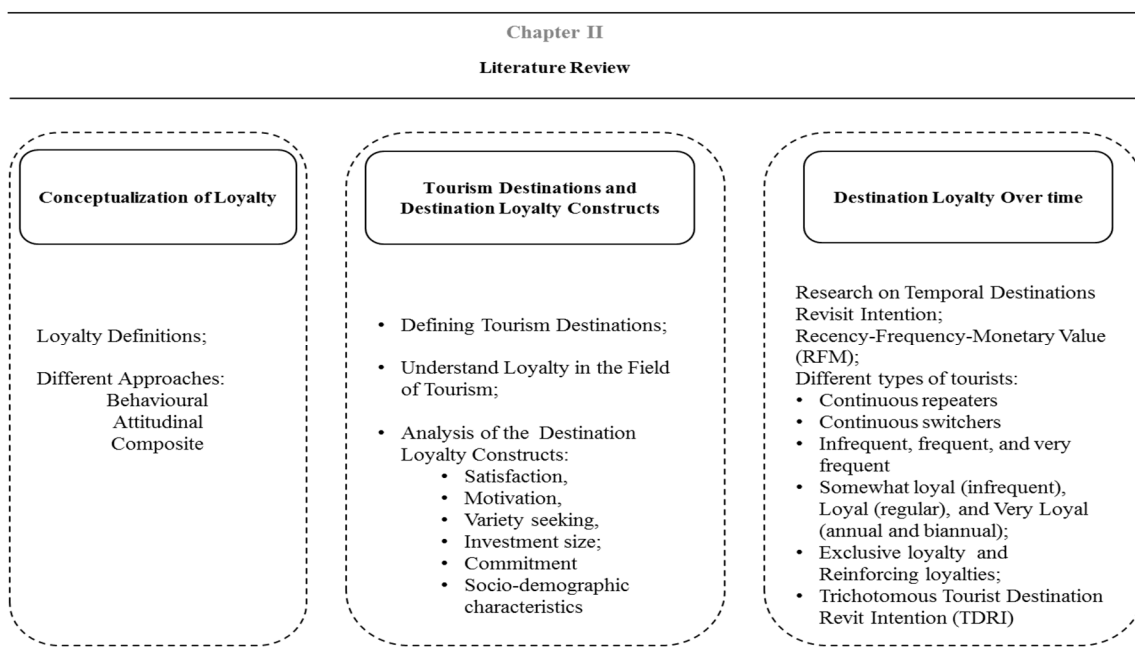 Chapter II
Literature Review
Conceptualization of Loyalty
Loyalty Definitions;
Different Approaches:
Behavioural
Attitudinal
Composite
Tourism Destinations and
Destination Loyalty Constructs
• Defining Tourism Destinations;
• Understand Loyalty in the Field
of Tourism;
• Analysis of the Destination
Loyalty Constructs:
• Satisfaction,
• Motivation,
• Variety seeking,
• Investment size;
• Commitment
• Socio-demographic
characteristics
Destination Loyalty Over time
Research on Temporal Destinations
Revisit Intention;
Recency-Frequency-Monetary Value
(RFM);
Different types of tourists:
• Continuous repeaters
• Continuous switchers
• Infrequent, frequent, and very
frequent
• Somewhat loyal (infrequent),
Loyal (regular), and Very Loyal
(annual and biannual);
• Exclusive loyalty and
Reinforcing loyalties;
• Trichotomous Tourist Destination
Revit Intention (TDRI)